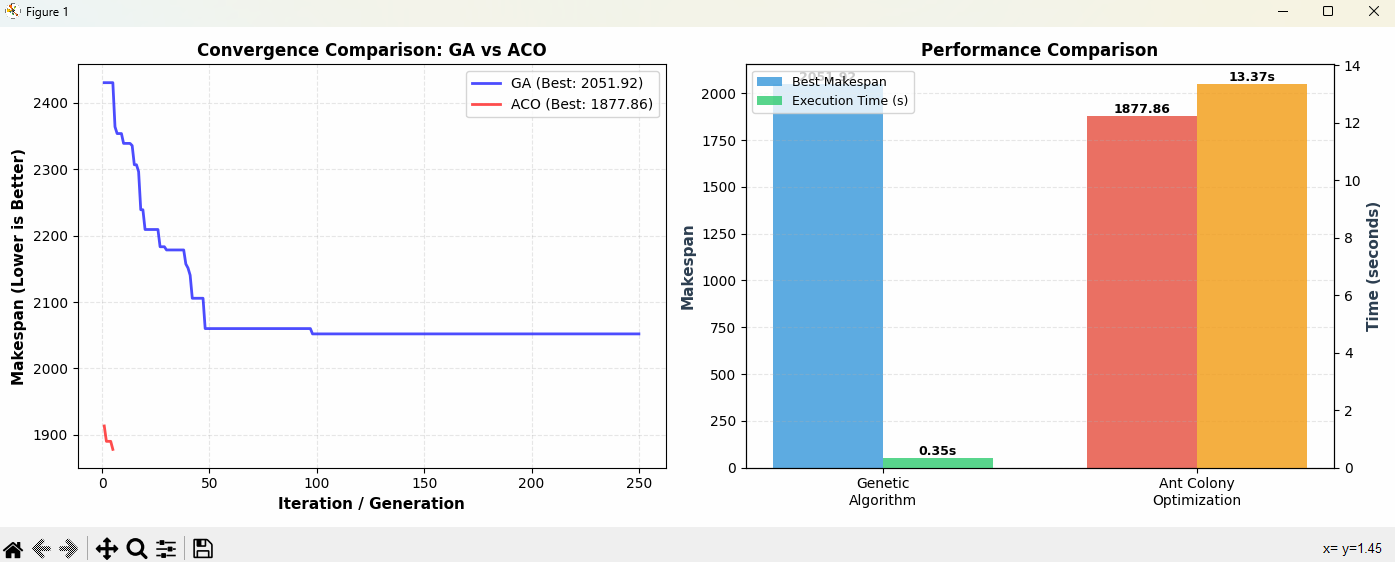 Figure 1
Convergence Comparison: GA vs ACO
GA (Best: 2051.92)
ACO (Best: 1877.86)
Makespan (Lower is Better)
2400
2300
2200
2100
2000
1900
0 50 100 150 200 250
Iteration / Generation
Performance Comparison
2051.92
Best Makespan
Execution Time (s)
0.35s
1877.86
13.37s
Makespan
2000
1750
1500
1250
1000
750
500
250
0
Genetic
Algorithm
Ant Colony
Optimization
14
12
10
8
6
4
2
0
Time (seconds)
x= y=1.45